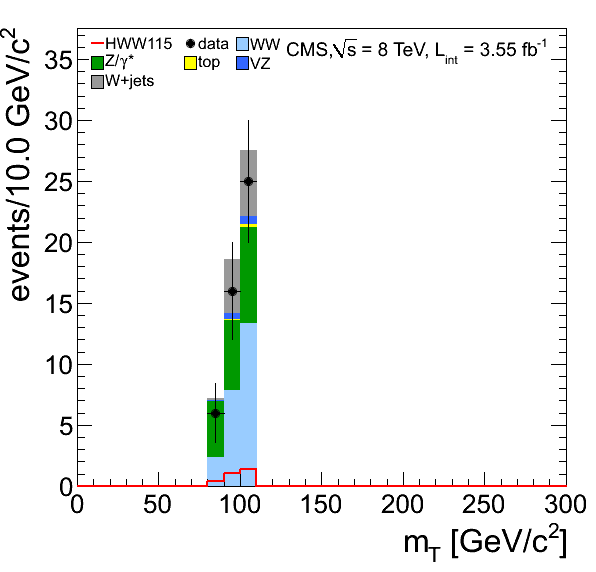 HWW115 data WW CMS,√s = 8 TeV, L_int = 3.55 fb⁻¹
Z/γ* top VZ
W+jets
events/10.0 GeV/c²
35
30
25
20
15
10
5
0
0 50 100 150 200 250 300
m_T [GeV/c²]